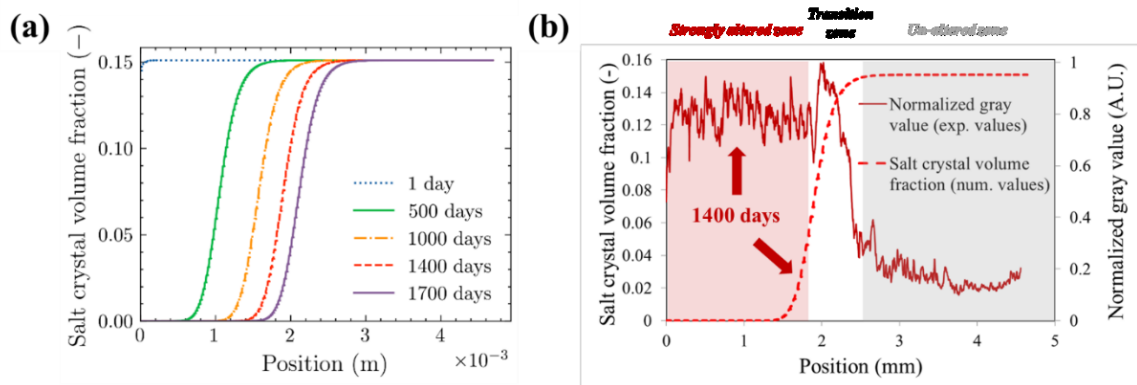 (a)
Salt crystal volume fraction (−)
0.15
0.10
0.05
0.00
1 day
500 days
1000 days
1400 days
1700 days
0
1
2
3
4
×10⁻³
Position (m)
(b)
Strongly altered zone
Transition
zone
Un-altered zone
Salt crystal volume fraction (-)
0.16
0.14
0.12
0.1
0.08
0.06
0.04
0.02
0
Normalized gray
value (exp. values)
Salt crystal volume
fraction (num. values)
1400 days
1
0.8
0.6
0.4
0.2
0
Normalized gray value (A.U.)
0
1
2
3
4
5
Position (mm)